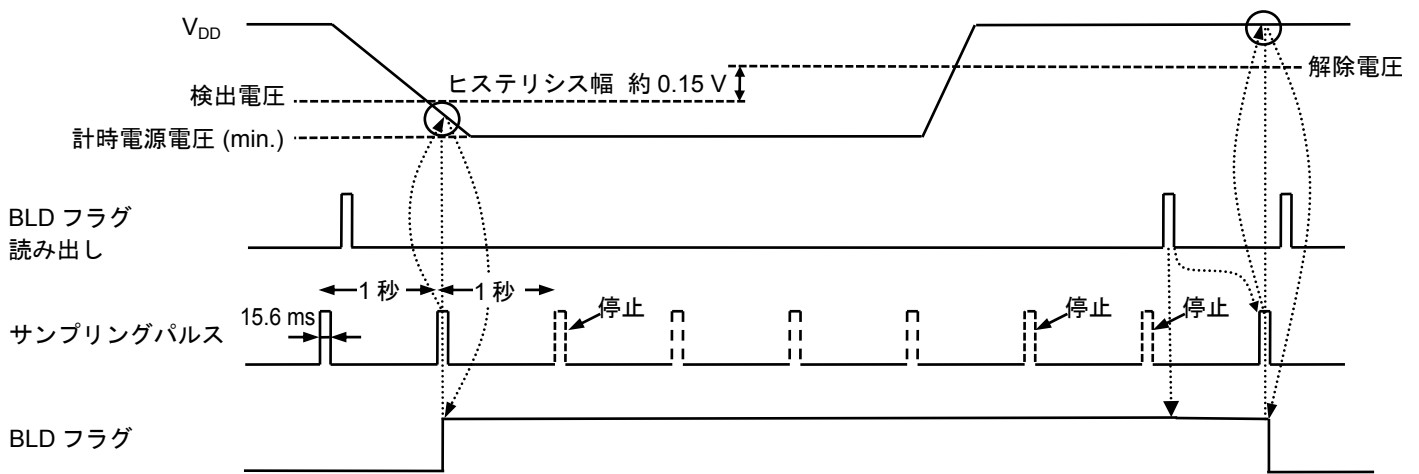 V_DD
検出電圧
ヒステリシス幅 約 0.15 V
解除電圧
計時電源電圧 (min.)
BLD フラグ
読み出し
1 秒
1 秒
15.6 ms
停止
停止
停止
サンプリングパルス
BLD フラグ